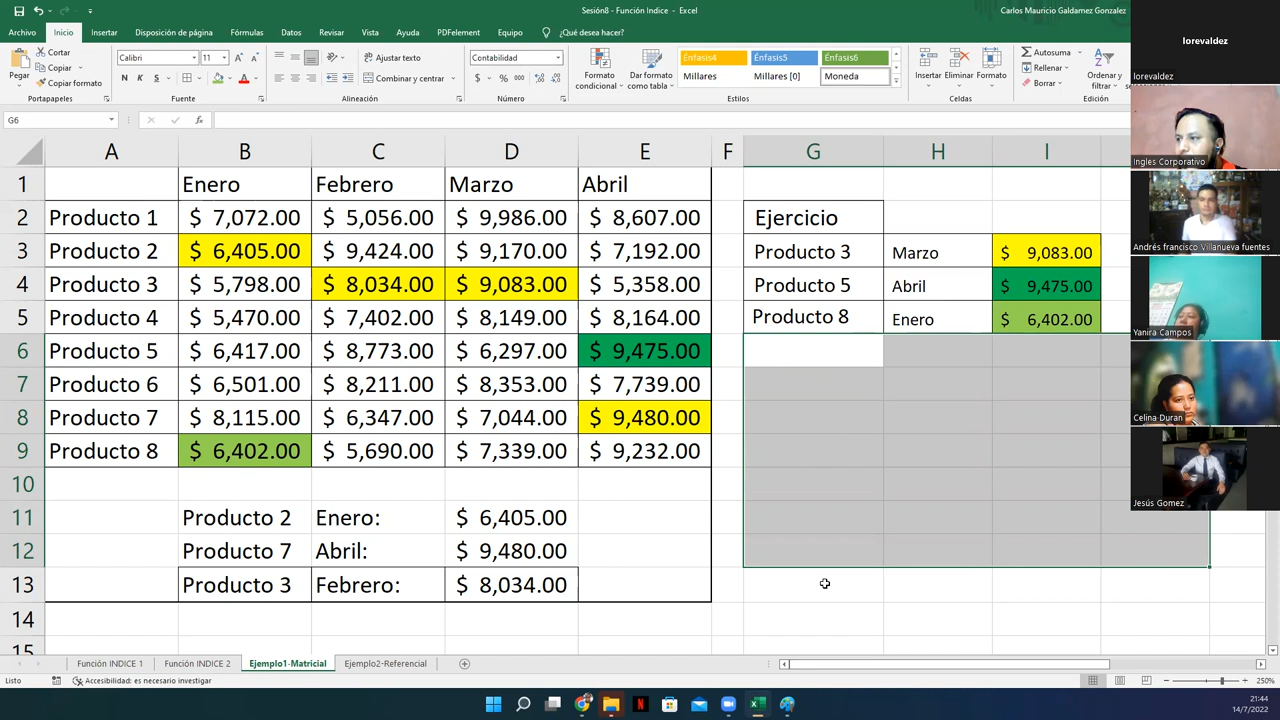 Sesión8 - Función Indice - Excel
Carlos Mauricio Galdamez Gonzalez
Archivo Inicio Insertar Disposición de página Fórmulas Datos Revisar Vista Ayuda PDFelement Equipo ¿Qué desea hacer?
Pegar
Cortar
Copiar
Copiar formato
Portapapeles
Calibri 11
N K S
Fuente
Ajustar texto
Combinar y centrar
Alineación
Contabilidad
$ % 000
Número
Formato condicional
Dar formato como tabla
Énfasis4 Énfasis5 Énfasis6
Millares Millares [0] Moneda
Estilos
Insertar Eliminar Formato
Celdas
Autosuma
Rellenar
Borrar
Ordenar y filtrar
Edición
G6
fx
A B C D E F G H I
1 Enero Febrero Marzo Abril
2 Producto 1 $ 7,072.00 $ 5,056.00 $ 9,986.00 $ 8,607.00 Ejercicio
3 Producto 2 $ 6,405.00 $ 9,424.00 $ 9,170.00 $ 7,192.00 Producto 3 Marzo $ 9,083.00
4 Producto 3 $ 5,798.00 $ 8,034.00 $ 9,083.00 $ 5,358.00 Producto 5 Abril $ 9,475.00
5 Producto 4 $ 5,470.00 $ 7,402.00 $ 8,149.00 $ 8,164.00 Producto 8 Enero $ 6,402.00
6 Producto 5 $ 6,417.00 $ 8,773.00 $ 6,297.00 $ 9,475.00
7 Producto 6 $ 6,501.00 $ 8,211.00 $ 8,353.00 $ 7,739.00
8 Producto 7 $ 8,115.00 $ 6,347.00 $ 7,044.00 $ 9,480.00
9 Producto 8 $ 6,402.00 $ 5,690.00 $ 7,339.00 $ 9,232.00
10
11 Producto 2 Enero: $ 6,405.00
12 Producto 7 Abril: $ 9,480.00
13 Producto 3 Febrero: $ 8,034.00
14
15
lorevaldez
lorevaldez
Ingles Corporativo
Andrés francisco Villanueva fuentes
Yanira Campos
Celina Duran
Jesús Gomez
Función INDICE 1 Función INDICE 2 Ejemplo1-Matricial Ejemplo2-Referencial
Listo Accesibilidad: es necesario investigar 250%
21:44
14/7/2022